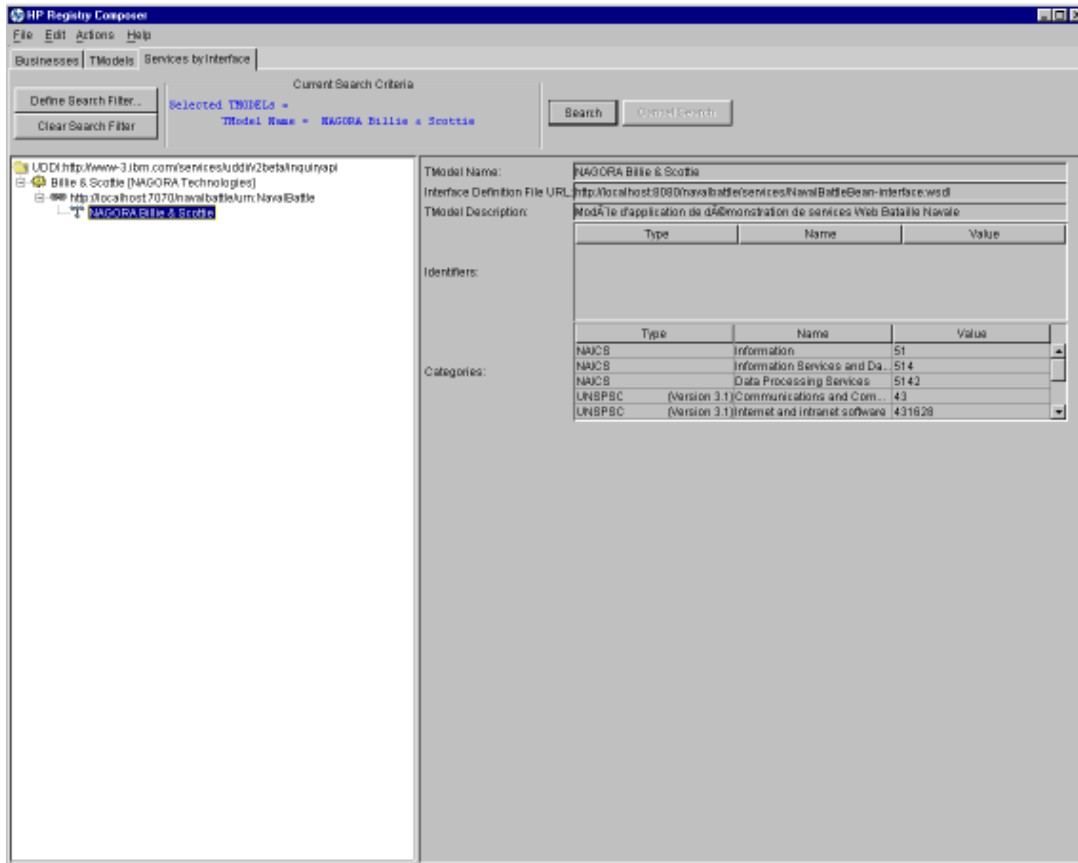 HP Registry Composer
File Edit Actions Help
Businesses TModels Services by Interface
Current Search Criteria
Define Search Filter...
Clear Search Filter
Selected TMODELs =
TModel Name = NAGORA Billie & Scottie
Search Cancel Search
UDDI:http://www-3.ibm.com/services/uddi/v2beta/inquiryapi
Billie & Scottie [NAGORA Technologies]
http://localhost:7070/navalbattle/urn:NavalBattle
NAGORA Billie & Scottie
TModel Name: NAGORA Billie & Scottie
Interface Definition File URL: http://localhost:8080/navalbattle/services/NavalBattleBean-interface.wsdl
TModel Description: ModÃ¨le d'application de dÃ©monstration de services Web Bataille Navale
Identifiers:
Type Name Value
Categories:
Type Name Value
NAICS Information 51
NAICS Information Services and Da... 514
NAICS Data Processing Services 5142
UNSPSC (Version 3.1) Communications and Com... 43
UNSPSC (Version 3.1) Internet and intranet software 431628